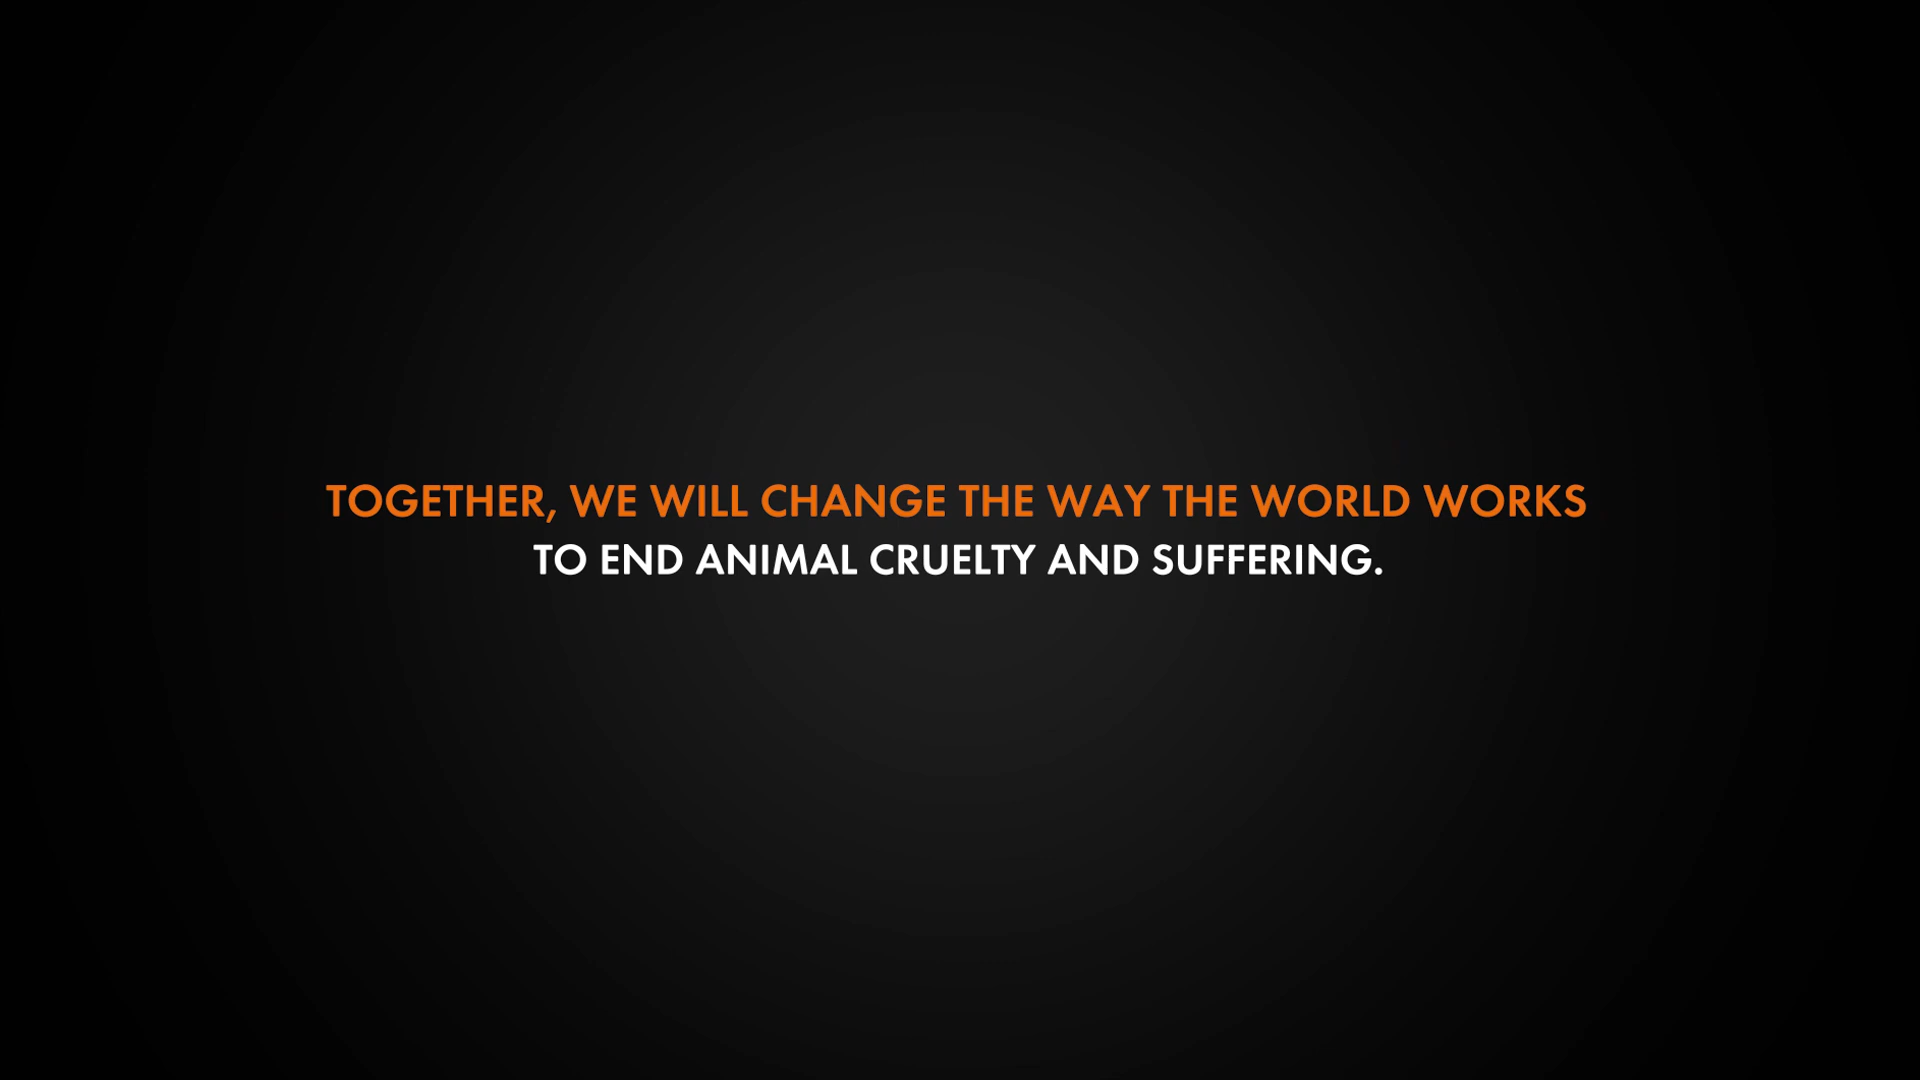 TOGETHER, WE WILL CHANGE THE WAY THE WORLD WORKS
TO END ANIMAL CRUELTY AND SUFFERING.